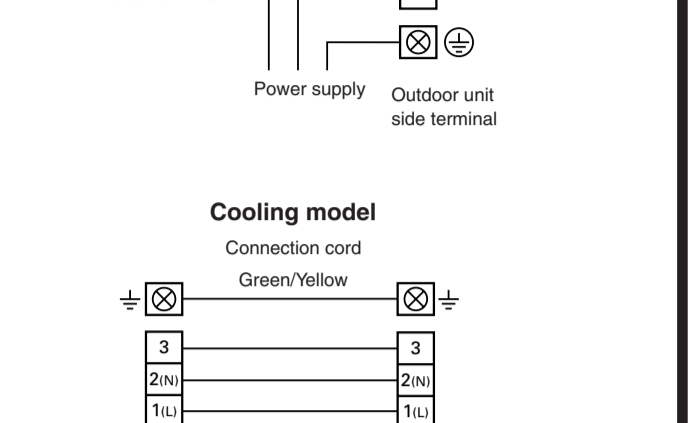 Power supply
Outdoor unit
side terminal
Cooling model
Connection cord
Green/Yellow
3 3
2(N) 2(N)
1(L) 1(L)